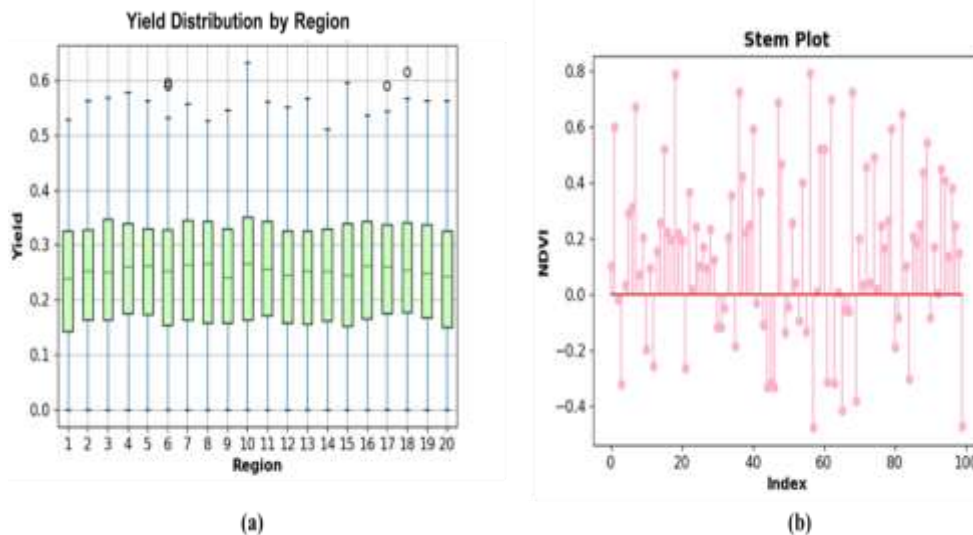 Yield Distribution by Region
0.6
0.5
0.4
0.3
0.2
0.1
0.0
Yield
1 2 3 4 5 6 7 8 9 10 11 12 13 14 15 16 17 18 19 20
Region
(a)
Stem Plot
0.8
0.6
0.4
0.2
0.0
−0.2
−0.4
NDVI
0 20 40 60 80 100
Index
(b)